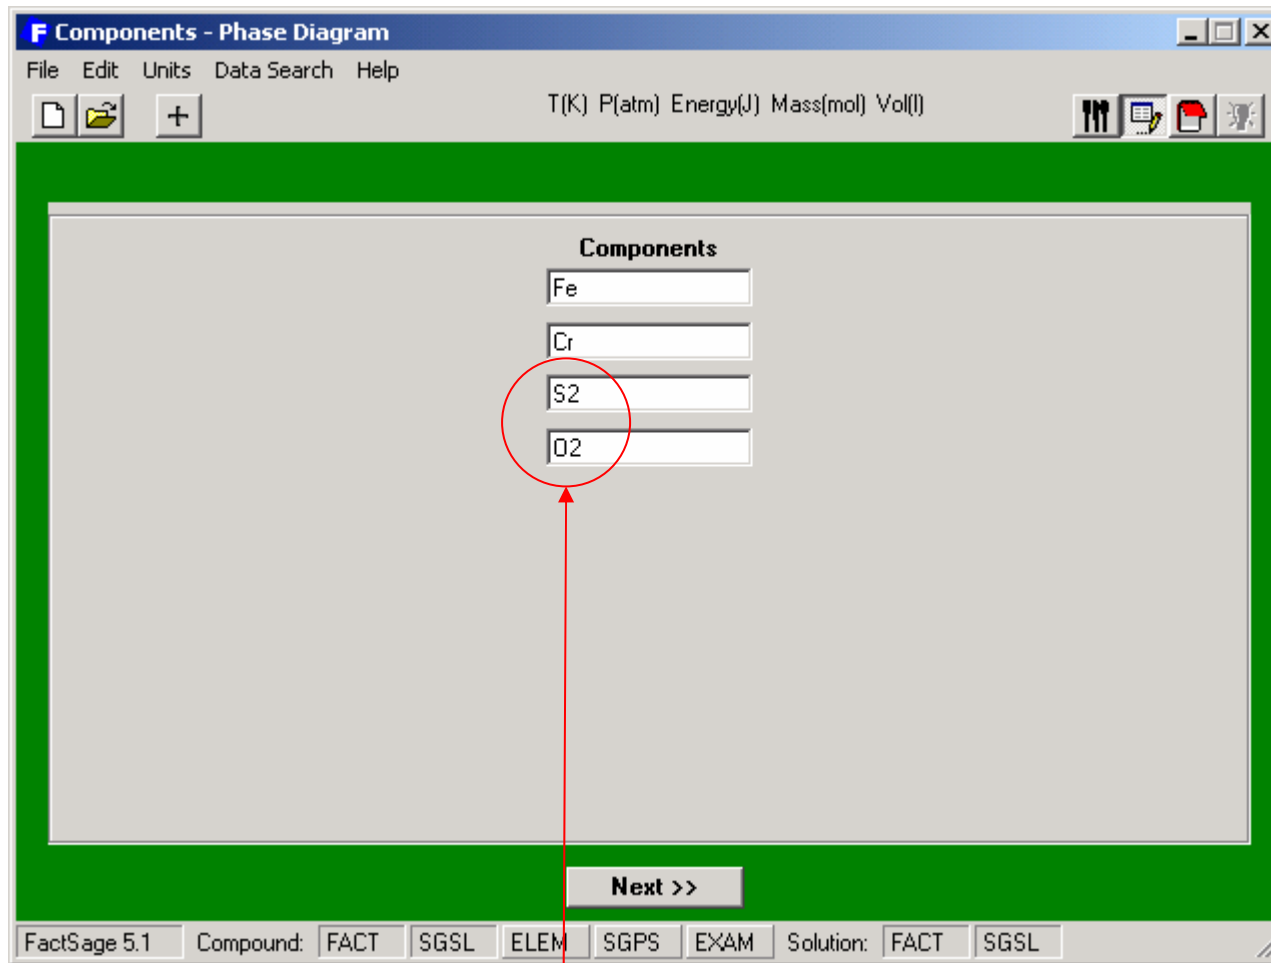 Components - Phase Diagram
File Edit Units Data Search Help
T(K) P(atm) Energy(J) Mass(mol) Vol(l)
Components
Fe
Cr
S2
O2
Next >>
FactSage 5.1 Compound: FACT SGSL ELEM SGPS EXAM Solution: FACT SGSL